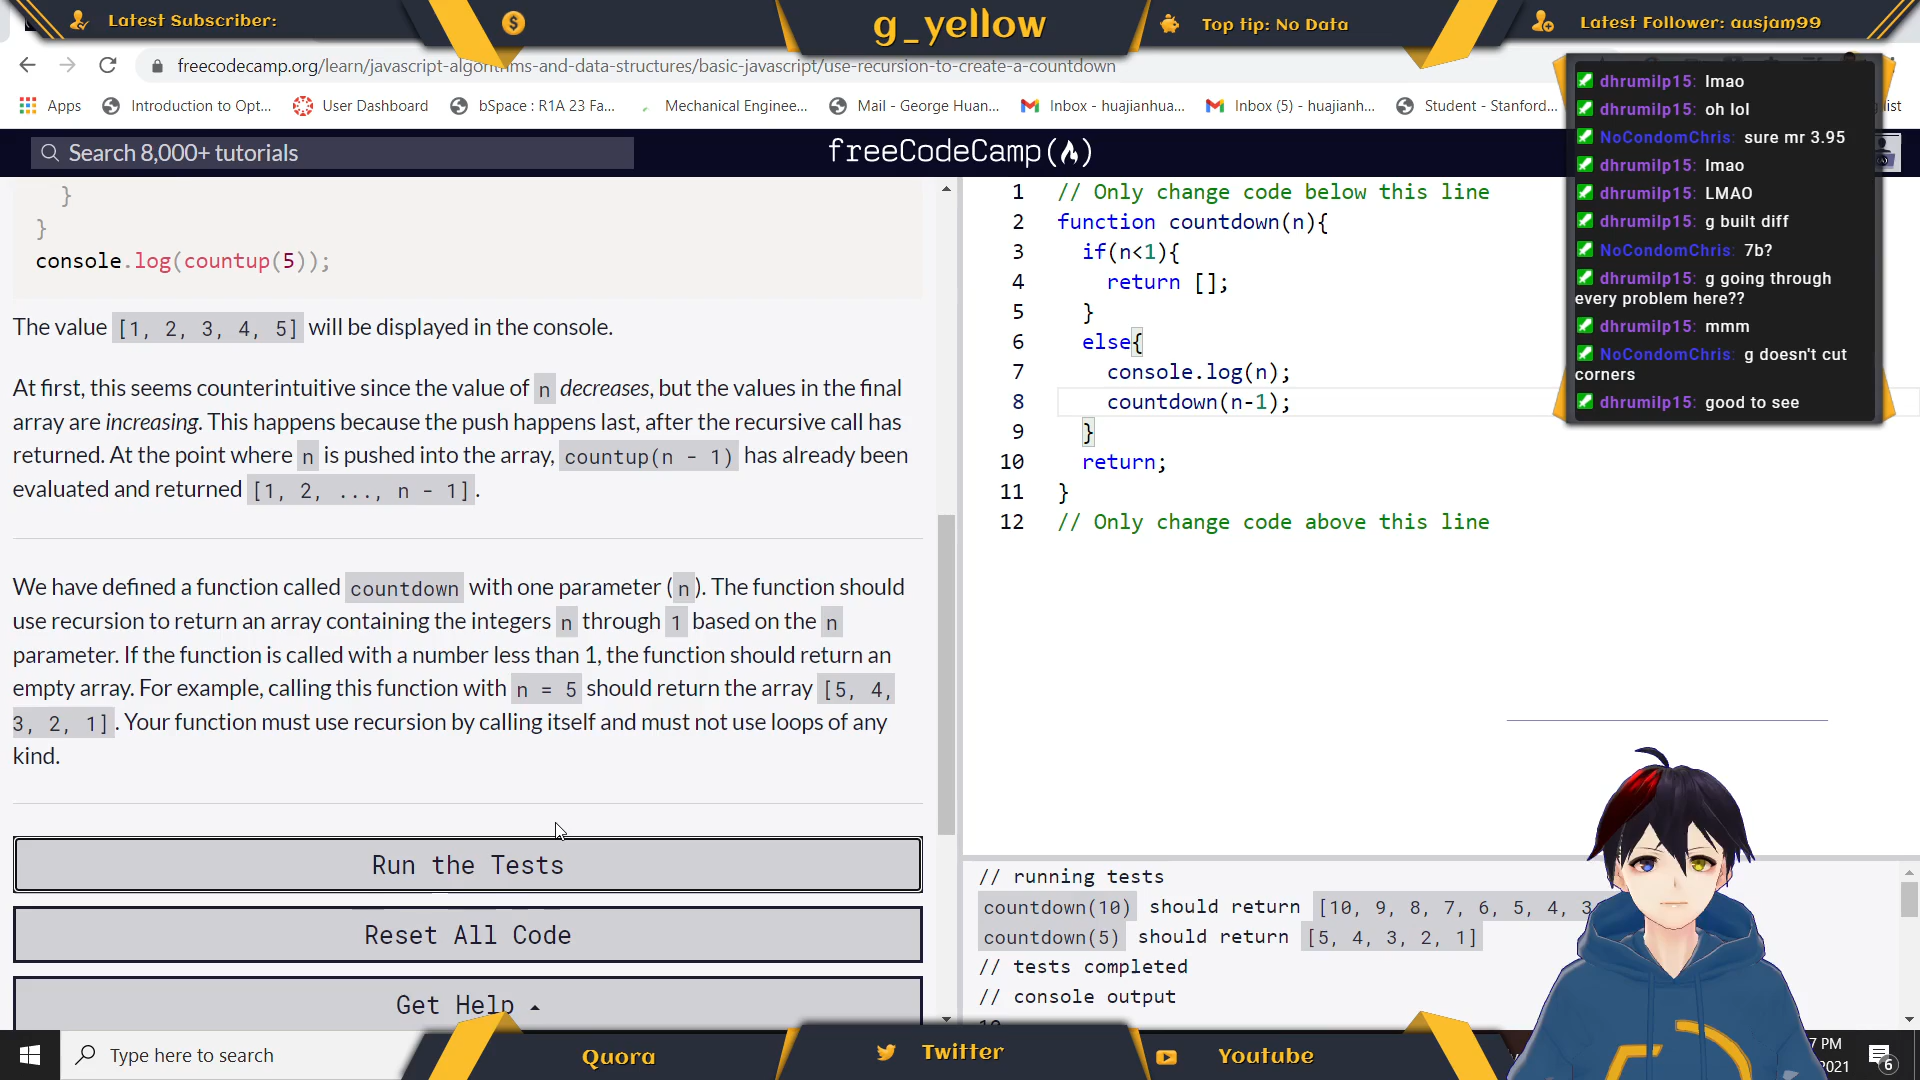 Latest Subscriber:
g_yellow
Top tip: No Data
Latest Follower: ausjam99
freecodecamp.org/learn/javascript-algorithms-and-data-structures/basic-javascript/use-recursion-to-create-a-countdown
Apps
Introduction to Opt...
User Dashboard
bSpace : R1A 23 Fa...
Mechanical Enginee...
Mail - George Huan...
Inbox - huajianhua...
Inbox (5) - huajianh...
Student - Stanford...
Search 8,000+ tutorials
freeCodeCamp
}
}
console.log(countup(5));
The value [1, 2, 3, 4, 5] will be displayed in the console.
At first, this seems counterintuitive since the value of n decreases, but the values in the final
array are increasing. This happens because the push happens last, after the recursive call has
returned. At the point where n is pushed into the array, countup(n - 1) has already been
evaluated and returned [1, 2, ..., n - 1].
We have defined a function called countdown with one parameter (n). The function should
use recursion to return an array containing the integers n through 1 based on the n
parameter. If the function is called with a number less than 1, the function should return an
empty array. For example, calling this function with n = 5 should return the array [5, 4,
3, 2, 1]. Your function must use recursion by calling itself and must not use loops of any
kind.
Run the Tests
Reset All Code
Get Help
1 // Only change code below this line
2 function countdown(n){
3 if(n<1){
4 return [];
5 }
6 else{
7 console.log(n);
8 countdown(n-1);
9 }
10 return;
11 }
12 // Only change code above this line
// running tests
countdown(10) should return [10, 9, 8, 7, 6, 5, 4, 3
countdown(5) should return [5, 4, 3, 2, 1]
// tests completed
// console output
dhrumilp15: lmao
dhrumilp15: oh lol
NoCondomChris: sure mr 3.95
dhrumilp15: lmao
dhrumilp15: LMAO
dhrumilp15: g built diff
NoCondomChris: 7b?
dhrumilp15: g going through
every problem here??
dhrumilp15: mmm
NoCondomChris: g doesn't cut
corners
dhrumilp15: good to see
Type here to search
Quora
Twitter
Youtube
7 PM
2021
6